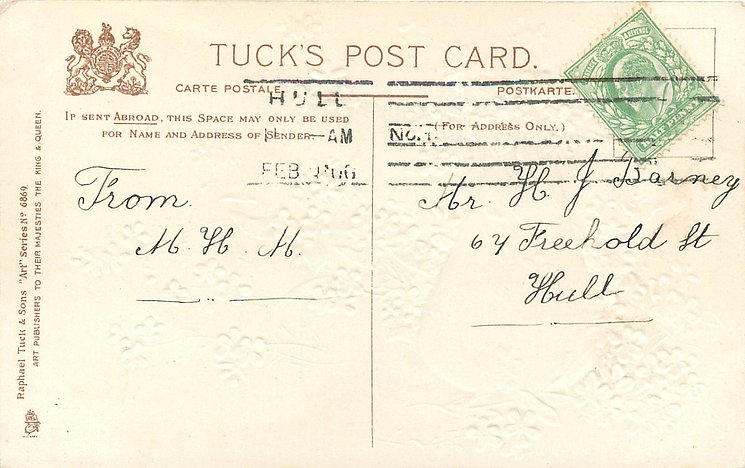 TUCK'S POST CARD.
CARTE POSTALE. POSTKARTE.
IF SENT ABROAD, THIS SPACE MAY ONLY BE USED
FOR NAME AND ADDRESS OF SENDER.
(FOR ADDRESS ONLY.)
HULL
AM
NO.1
FEB
From
M. H. M.
Mr. H. J Barney
64 Freehold St
Hull
Raphael Tuck & Sons "Art" Series No 6869.
ART PUBLISHERS TO THEIR MAJESTIES THE KING & QUEEN.